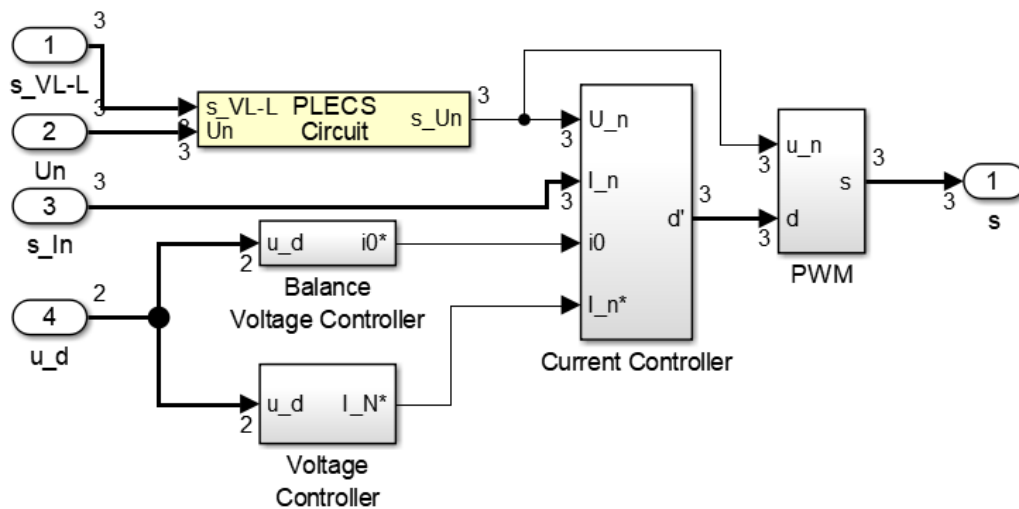 3
1
s_VL-L
3
2
Un
3
3
s_In
2
4
u_d
s_VL-L PLECS
Un Circuit s_Un
3
3
3
u_d i0*
2
Balance
Voltage Controller
u_d I_N*
2
Voltage
Controller
U_n
3
I_n
3
i0
I_n*
d'
3
Current Controller
u_n
3
s
3
d
3
PWM
3
1
s